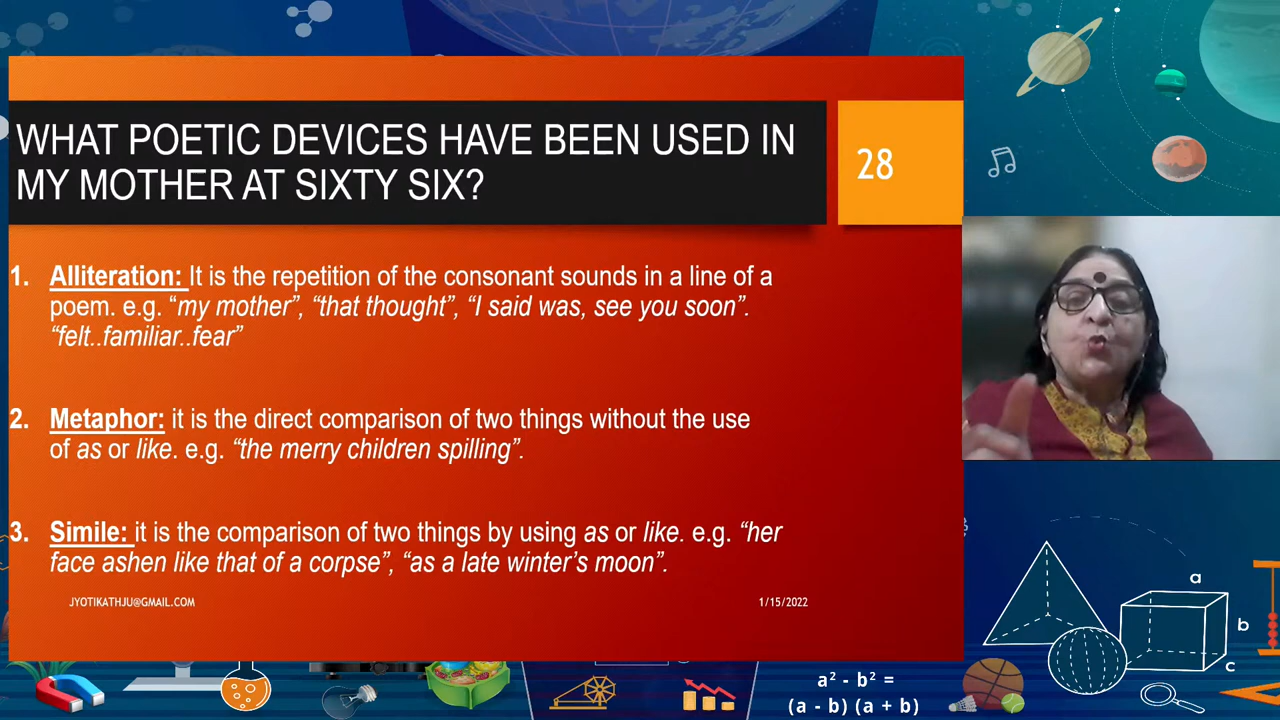 WHAT POETIC DEVICES HAVE BEEN USED IN
MY MOTHER AT SIXTY SIX?
28
1. Alliteration: It is the repetition of the consonant sounds in a line of a
poem. e.g. “my mother”, “that thought”, “I said was, see you soon”.
“felt..familiar..fear”
2. Metaphor: it is the direct comparison of two things without the use
of as or like. e.g. “the merry children spilling”.
3. Simile: it is the comparison of two things by using as or like. e.g. “her
face ashen like that of a corpse”, “as a late winter’s moon”.
JYOTIKATHJU@GMAIL.COM
1/15/2022
a
b
c
a² - b² =
(a - b) (a + b)